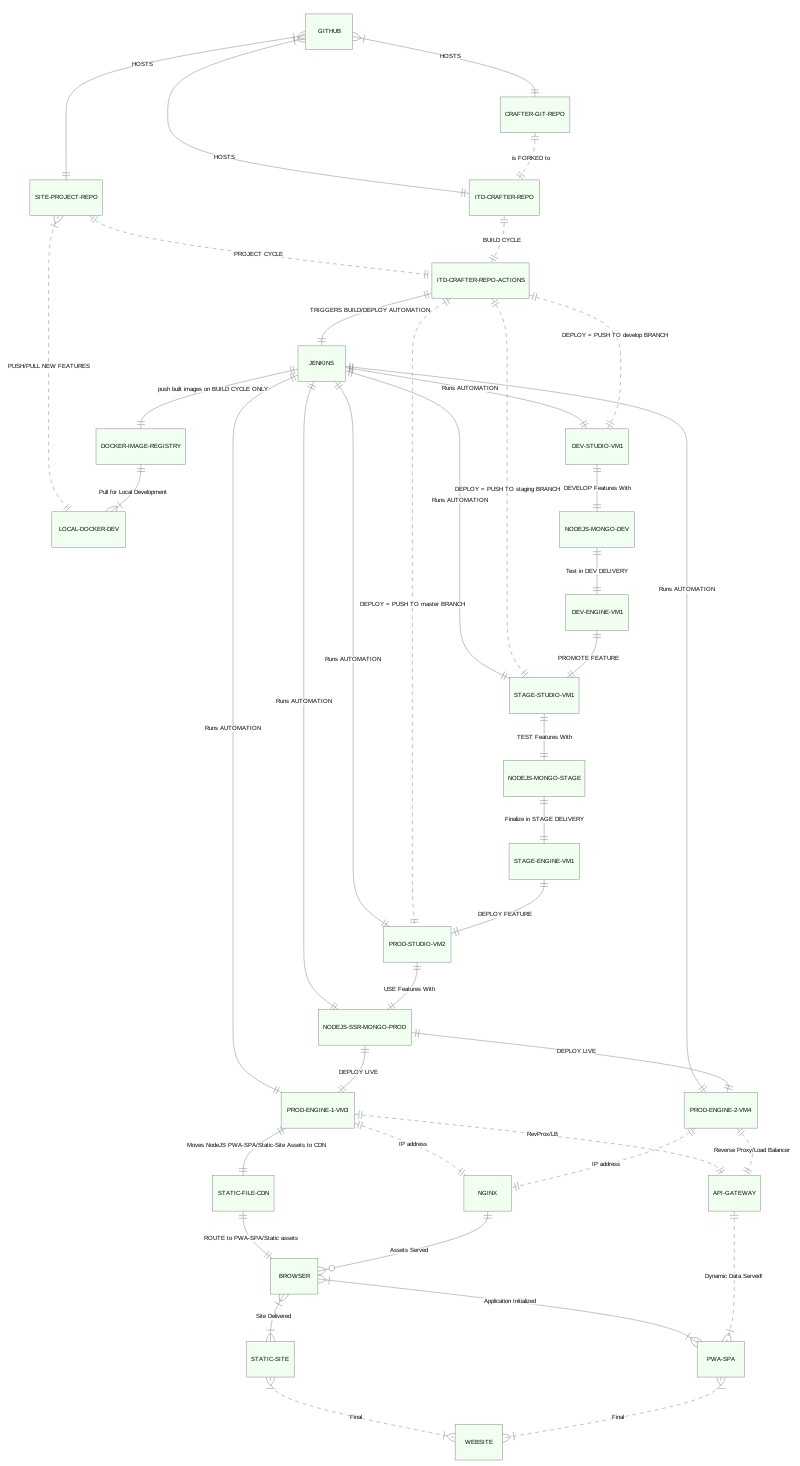 GITHUB
HOSTS
HOSTS
CRAFTER-GIT-REPO
HOSTS
is FORKED to
SITE-PROJECT-REPO
ITD-CRAFTER-REPO
BUILD CYCLE
PROJECT CYCLE
ITD-CRAFTER-REPO-ACTIONS
TRIGGERS BUILD/DEPLOY AUTOMATION.
DEPLOY = PUSH TO develop BRANCH
PUSH/PULL NEW FEATURES
JENKINS
push built images on BUILD CYCLE ONLY
Runs AUTOMATION
DOCKER-IMAGE-REGISTRY
DEV-STUDIO-VM1
Pull for Local Development
DEPLOY = PUSH TO staging BRANCH
DEVELOP Features With
Runs AUTOMATION
LOCAL-DOCKER-DEV
NODEJS-MONGO-DEV
Test in DEV DELIVERY
Runs AUTOMATION
DEPLOY = PUSH TO master BRANCH
DEV-ENGINE-VM1
Runs AUTOMATION
PROMOTE FEATURE
STAGE-STUDIO-VM1
Runs AUTOMATION
Runs AUTOMATION
TEST Features With
NODEJS-MONGO-STAGE
Finalize in STAGE DELIVERY
STAGE-ENGINE-VM1
DEPLOY FEATURE
PROD-STUDIO-VM2
USE Features With
NODEJS-SSR-MONGO-PROD
DEPLOY LIVE
DEPLOY LIVE
PROD-ENGINE-1-VM3
PROD-ENGINE-2-VM4
RevProx/LB
Moves NodeJS PWA-SPA/Static-Site Assets to CDN
IP address
Reverse Proxy/Load Balancer
IP address
STATIC-FILE-CDN
NGINX
API-GATEWAY
ROUTE to PWA-SPA/Static assets
Assets Served
BROWSER
Dynamic Data Served!
Application Initialized
Site Delivered
STATIC-SITE
PWA-SPA
Final
Final
WEBSITE